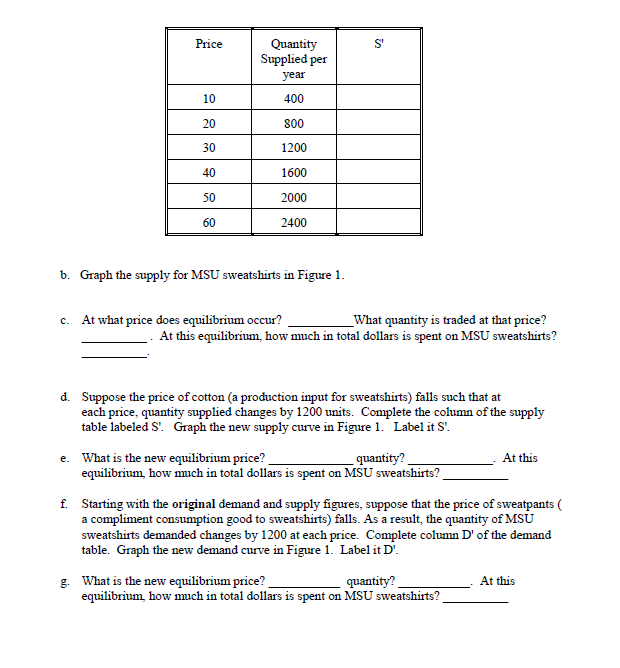 Price Quantity Supplied per year S'
10 400
20 800
30 1200
40 1600
50 2000
60 2400
b. Graph the supply for MSU sweatshirts in Figure 1.
c. At what price does equilibrium occur? __________What quantity is traded at that price?
__________. At this equilibrium, how much in total dollars is spent on MSU sweatshirts?
__________.
d. Suppose the price of cotton (a production input for sweatshirts) falls such that at
each price, quantity supplied changes by 1200 units. Complete the column of the supply
table labeled S'. Graph the new supply curve in Figure 1. Label it S'.
e. What is the new equilibrium price? _____________ quantity? _____________. At this
equilibrium, how much in total dollars is spent on MSU sweatshirts? __________
f. Starting with the original demand and supply figures, suppose that the price of sweatpants (
a compliment consumption good to sweatshirts) falls. As a result, the quantity of MSU
sweatshirts demanded changes by 1200 at each price. Complete column D' of the demand
table. Graph the new demand curve in Figure 1. Label it D'.
g. What is the new equilibrium price? ___________ quantity? ___________. At this
equilibrium, how much in total dollars is spent on MSU sweatshirts? __________